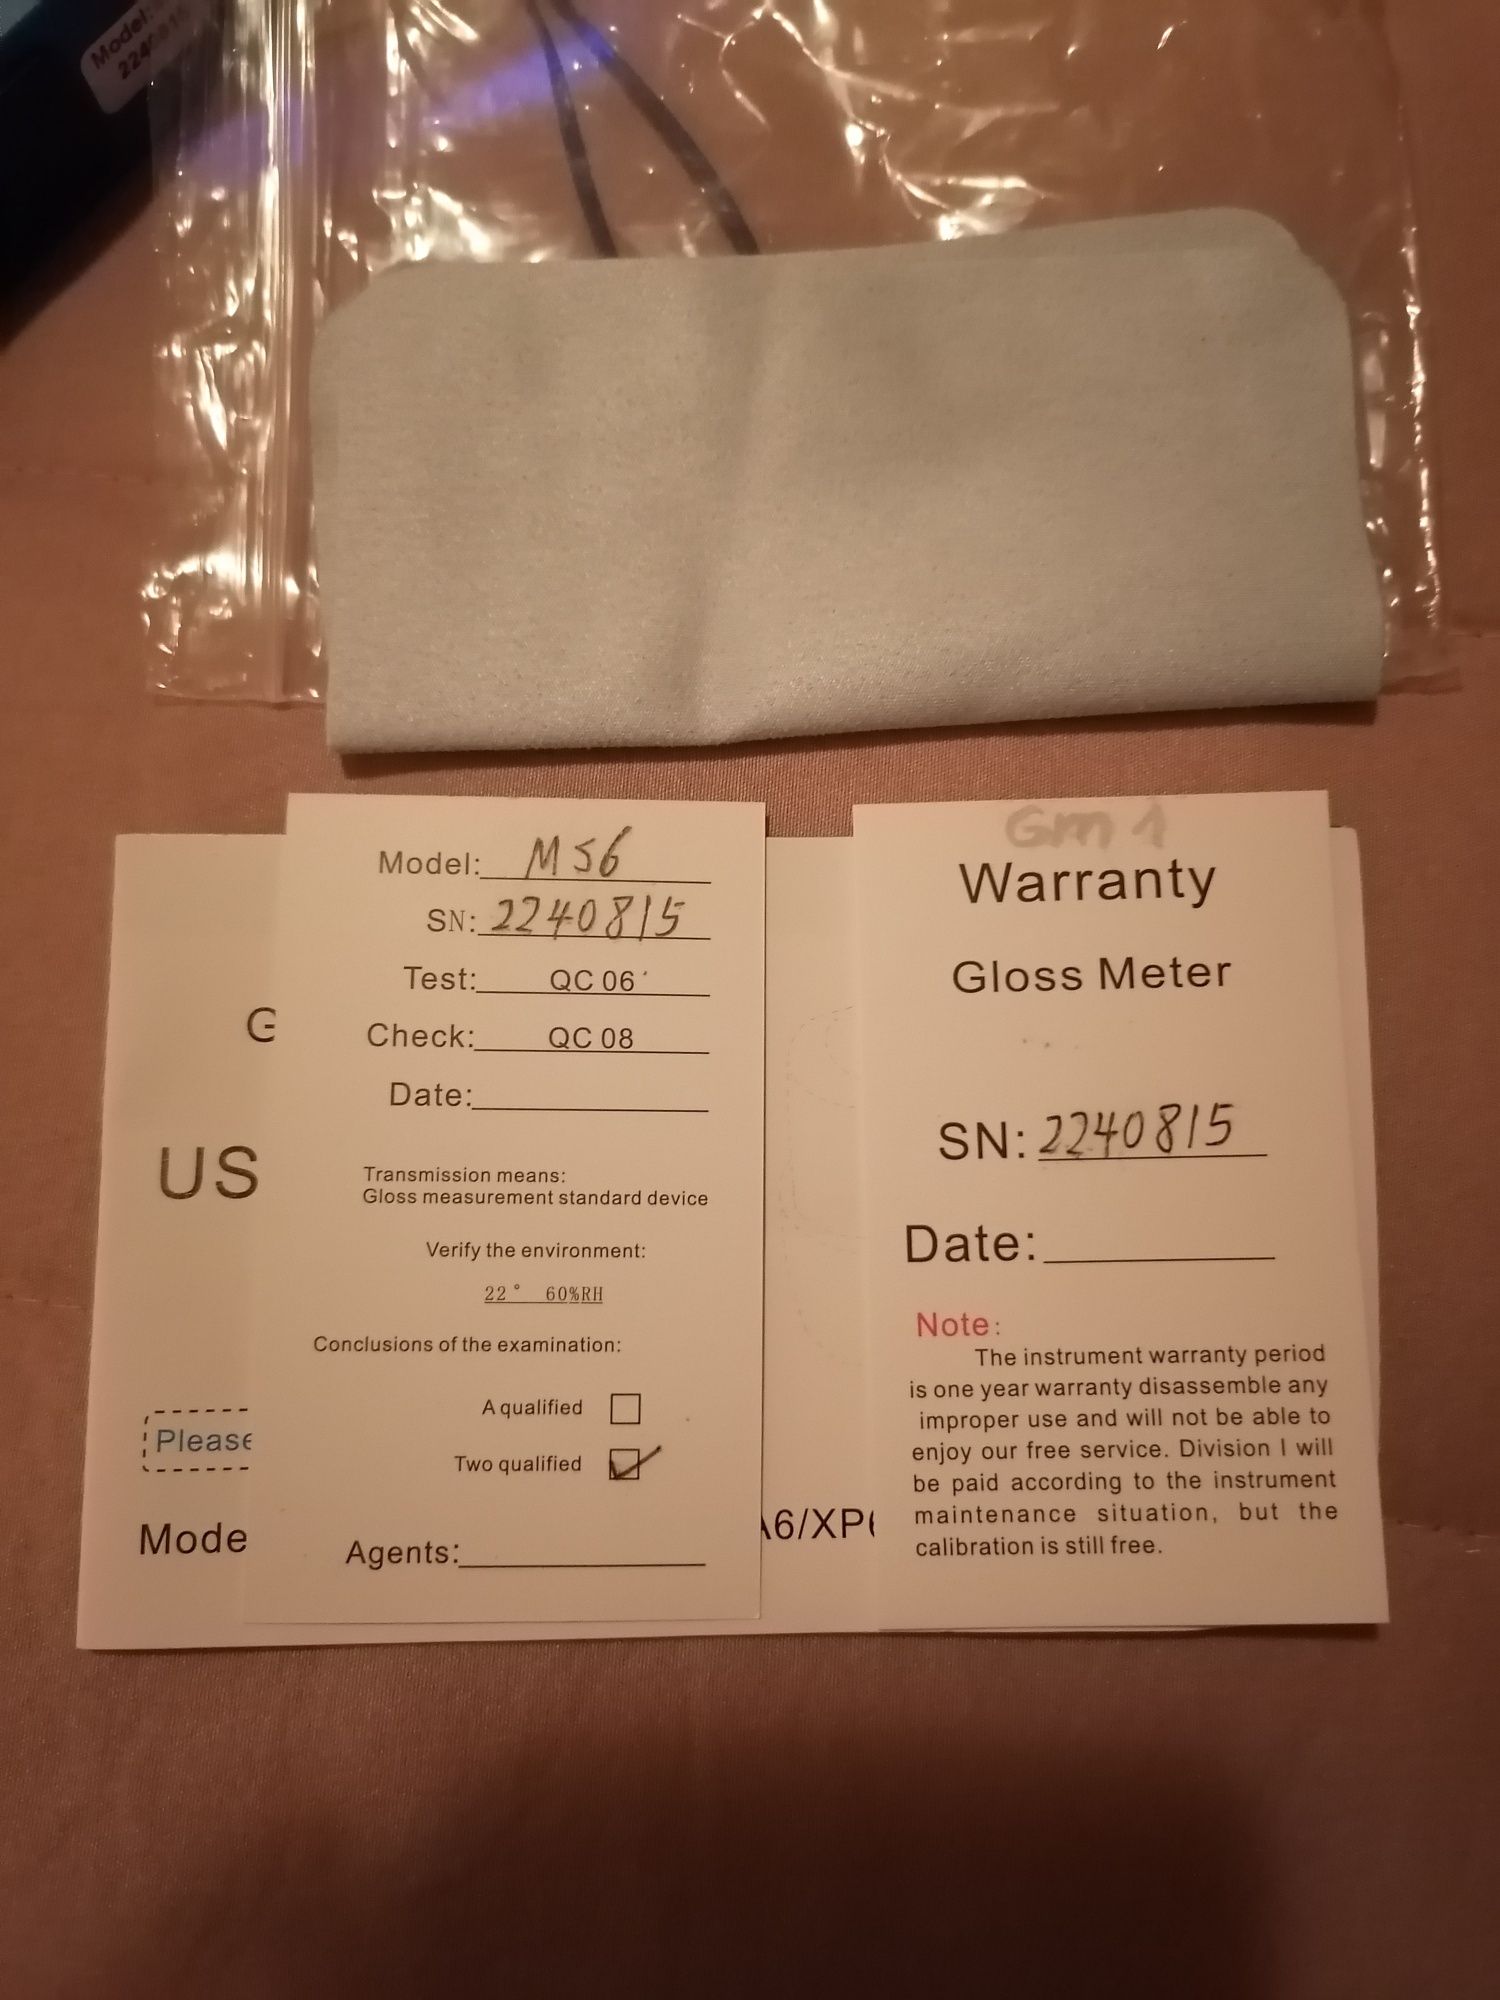 Model:
Model: MS6
SN: 2240815
Test: QC 06
Check: QC 08
Date:
Transmission means:
Gloss measurement standard device
Verify the environment:
22° 60%RH
Conclusions of the examination:
A qualified
Two qualified
Agents:
Gm 1
Warranty
Gloss Meter
SN: 2240815
Date:
Note:
The instrument warranty period
is one year warranty disassemble any
improper use and will not be able to
enjoy our free service. Division I will
be paid according to the instrument
maintenance situation, but the
calibration is still free.
G
US
Please
Mode
A6/XP6